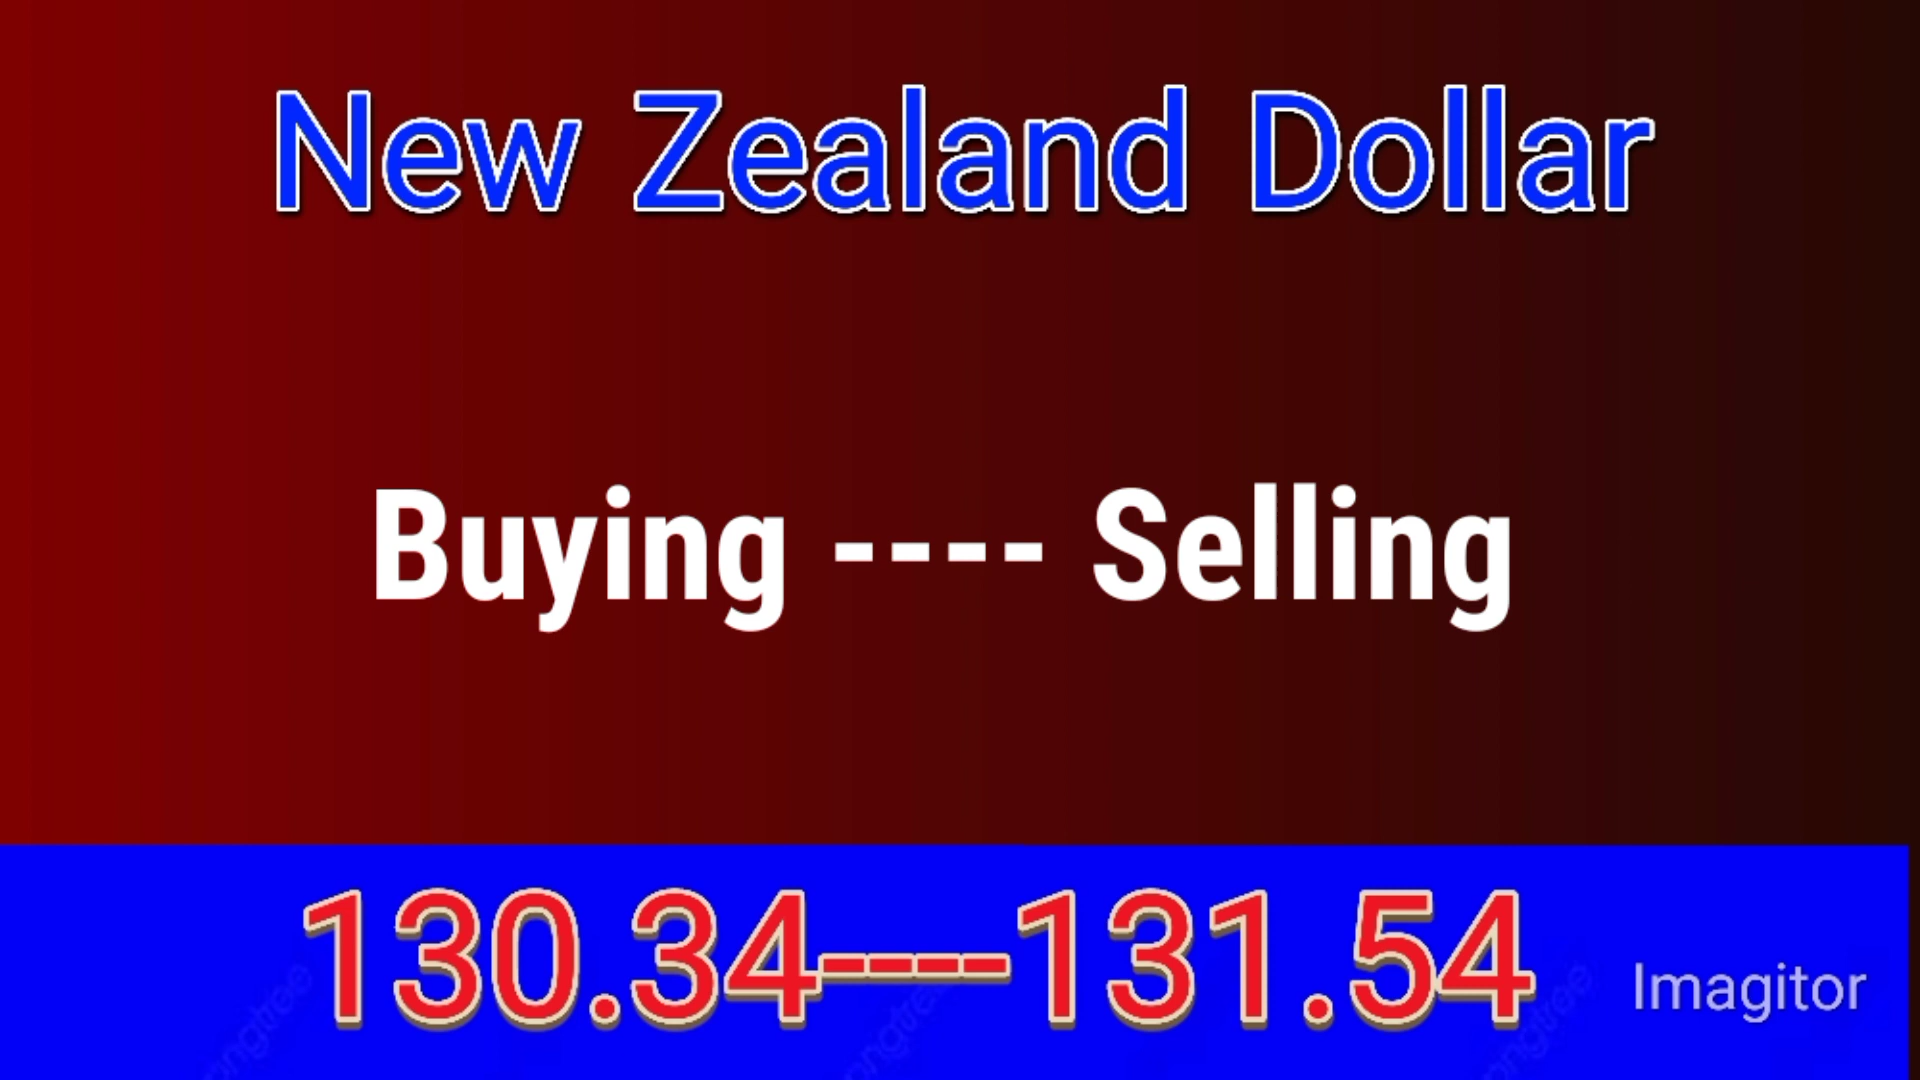 New Zealand Dollar
Buying ---- Selling
130.34----131.54
Imagitor